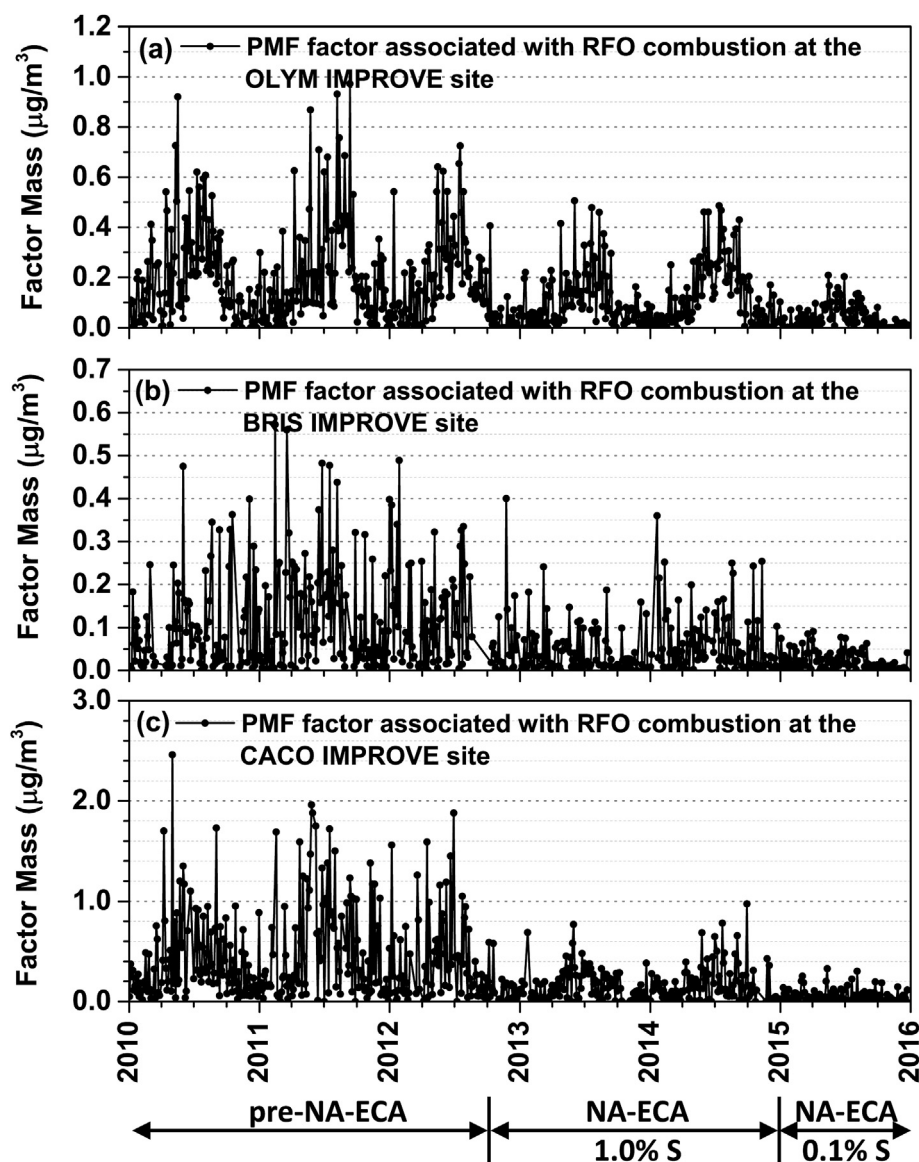 1.2
1.0
0.8
0.6
0.4
0.2
0.0
Factor Mass (μg/m³)
(a) PMF factor associated with RFO combustion at the
OLYM IMPROVE site
0.7
0.6
0.5
0.4
0.3
0.2
0.1
0.0
Factor Mass (μg/m³)
(b) PMF factor associated with RFO combustion at the
BRIS IMPROVE site
3.0
2.0
1.0
0.0
Factor Mass (μg/m³)
(c) PMF factor associated with RFO combustion at the
CACO IMPROVE site
2010 2011 2012 2013 2014 2015 2016
pre-NA-ECA NA-ECA NA-ECA
1.0% S 0.1% S